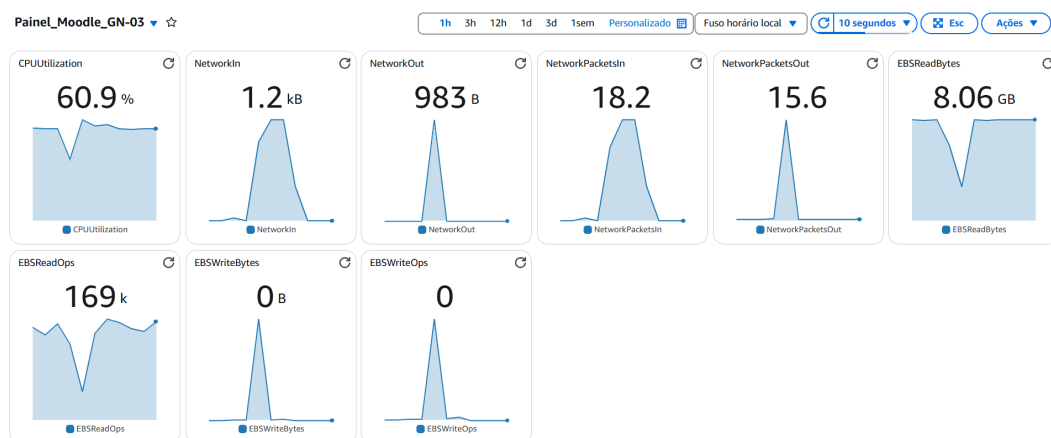 Painel_Moodle_GN-03
1h 3h 12h 1d 3d 1sem Personalizado Fuso horário local 10 segundos Esc Ações
CPUUtilization NetworkIn NetworkOut NetworkPacketsIn NetworkPacketsOut EBSReadBytes
60.9 % 1.2 kB 983 B 18.2 15.6 8.06 GB
CPUUtilization NetworkIn NetworkOut NetworkPacketsIn NetworkPacketsOut EBSReadBytes
EBSReadOps EBSWriteBytes EBSWriteOps
169 k 0 B 0
EBSReadOps EBSWriteBytes EBSWriteOps